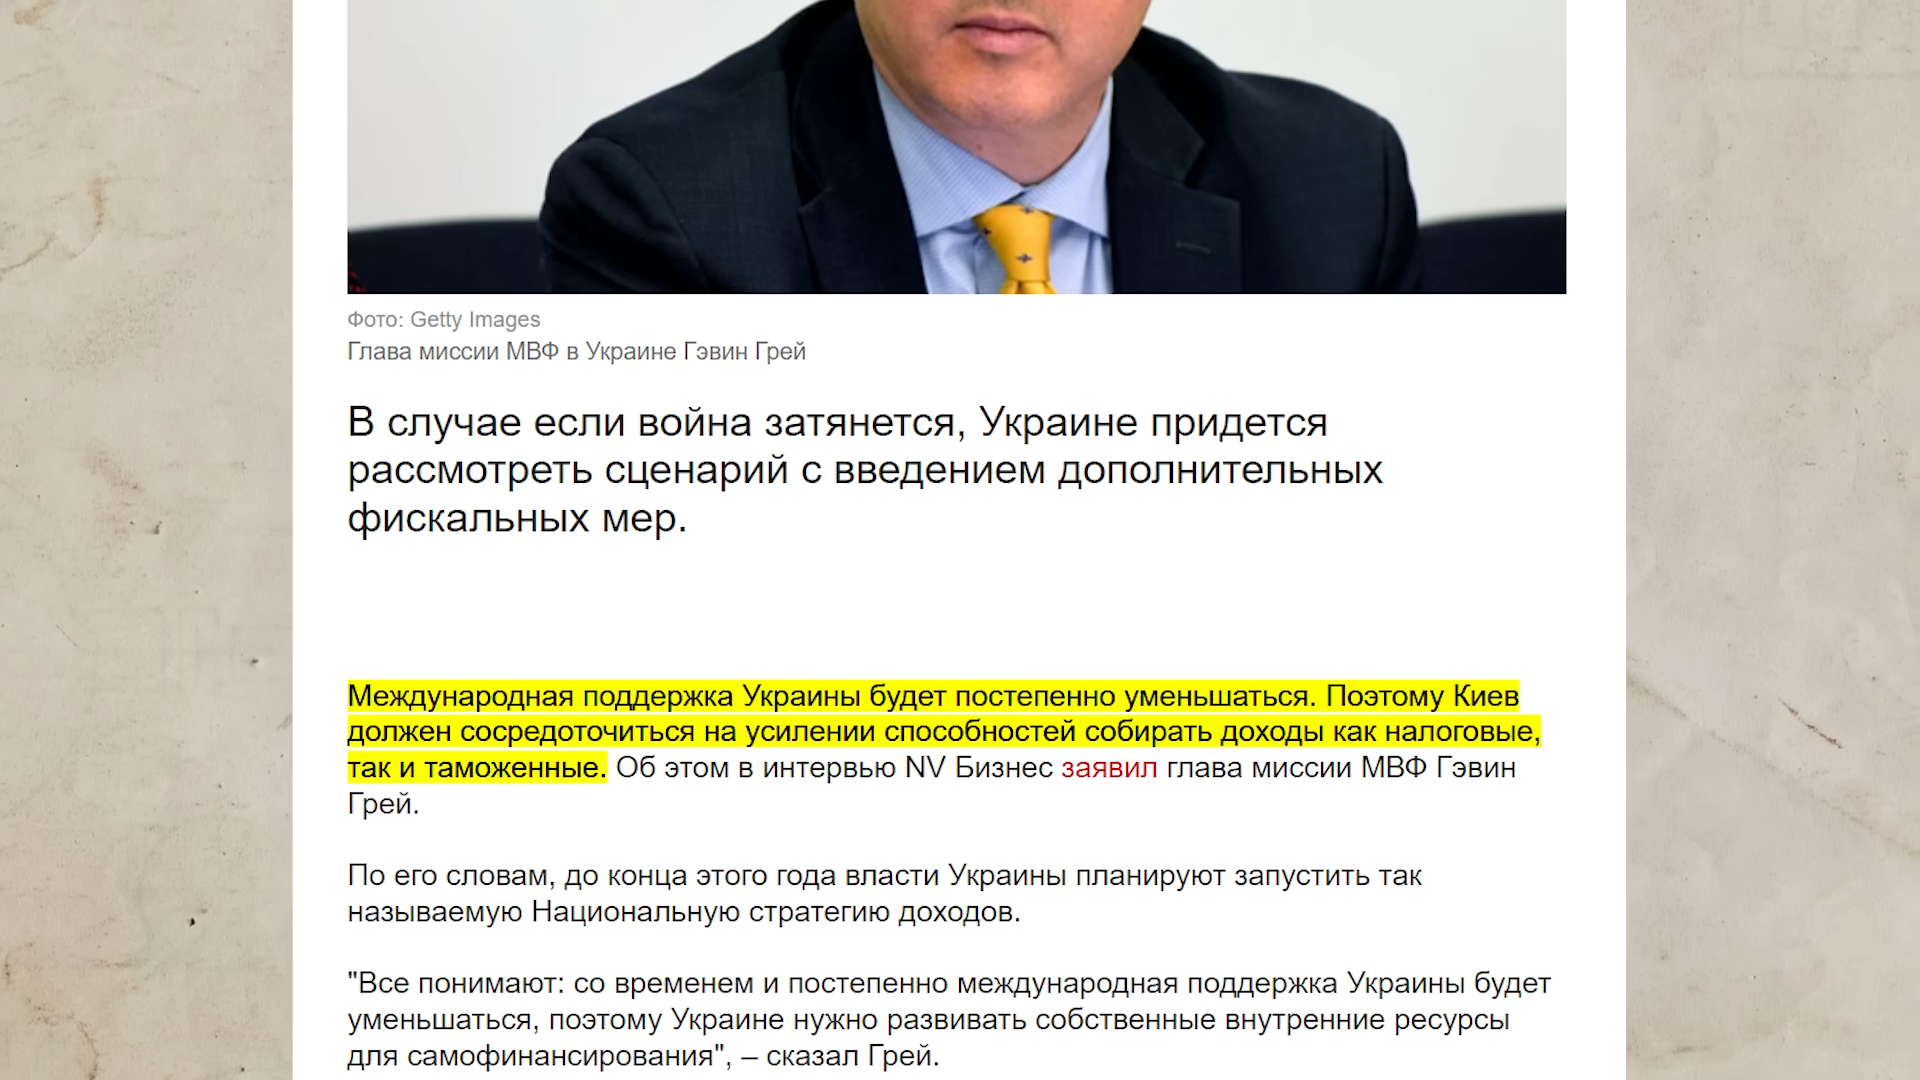 Фото: Getty Images
Глава миссии МВФ в Украине Гэвин Грей
В случае если война затянется, Украине придется
рассмотреть сценарий с введением дополнительных
фискальных мер.
Международная поддержка Украины будет постепенно уменьшаться. Поэтому Киев
должен сосредоточиться на усилении способностей собирать доходы как налоговые,
так и таможенные. Об этом в интервью NV Бизнес заявил глава миссии МВФ Гэвин
Грей.
По его словам, до конца этого года власти Украины планируют запустить так
называемую Национальную стратегию доходов.
"Все понимают: со временем и постепенно международная поддержка Украины будет
уменьшаться, поэтому Украине нужно развивать собственные внутренние ресурсы
для самофинансирования", – сказал Грей.